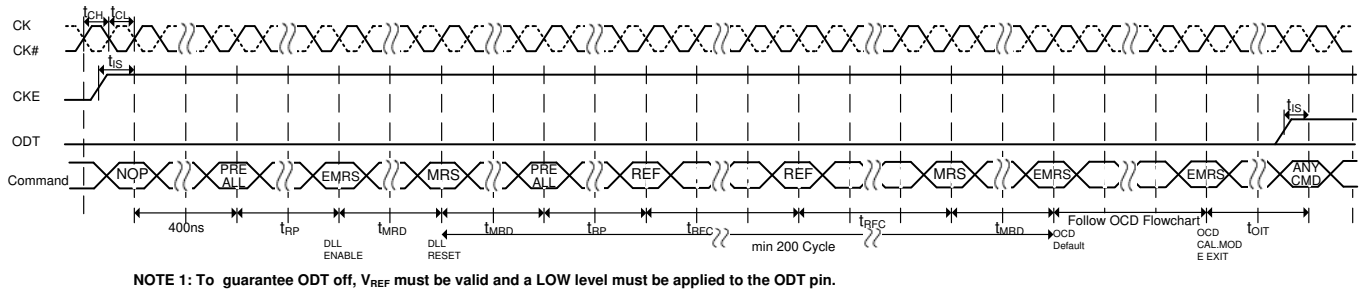 tCH tCL
CK
CK#
tIS
CKE
tIS
ODT
Command NOP PRE ALL EMRS MRS PRE ALL REF REF MRS EMRS EMRS ANY CMD
400ns tRP tMRD tMRD tRP tRFC tRFC tMRD Follow OCD Flowchart tOIT
DLL ENABLE
DLL RESET
min 200 Cycle
OCD Default
OCD CAL.MOD E EXIT
NOTE 1: To guarantee ODT off, VREF must be valid and a LOW level must be applied to the ODT pin.